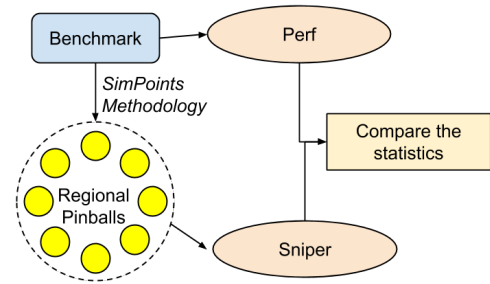 Benchmark
Perf
SimPoints
Methodology
Compare the
statistics
Regional
Pinballs
Sniper